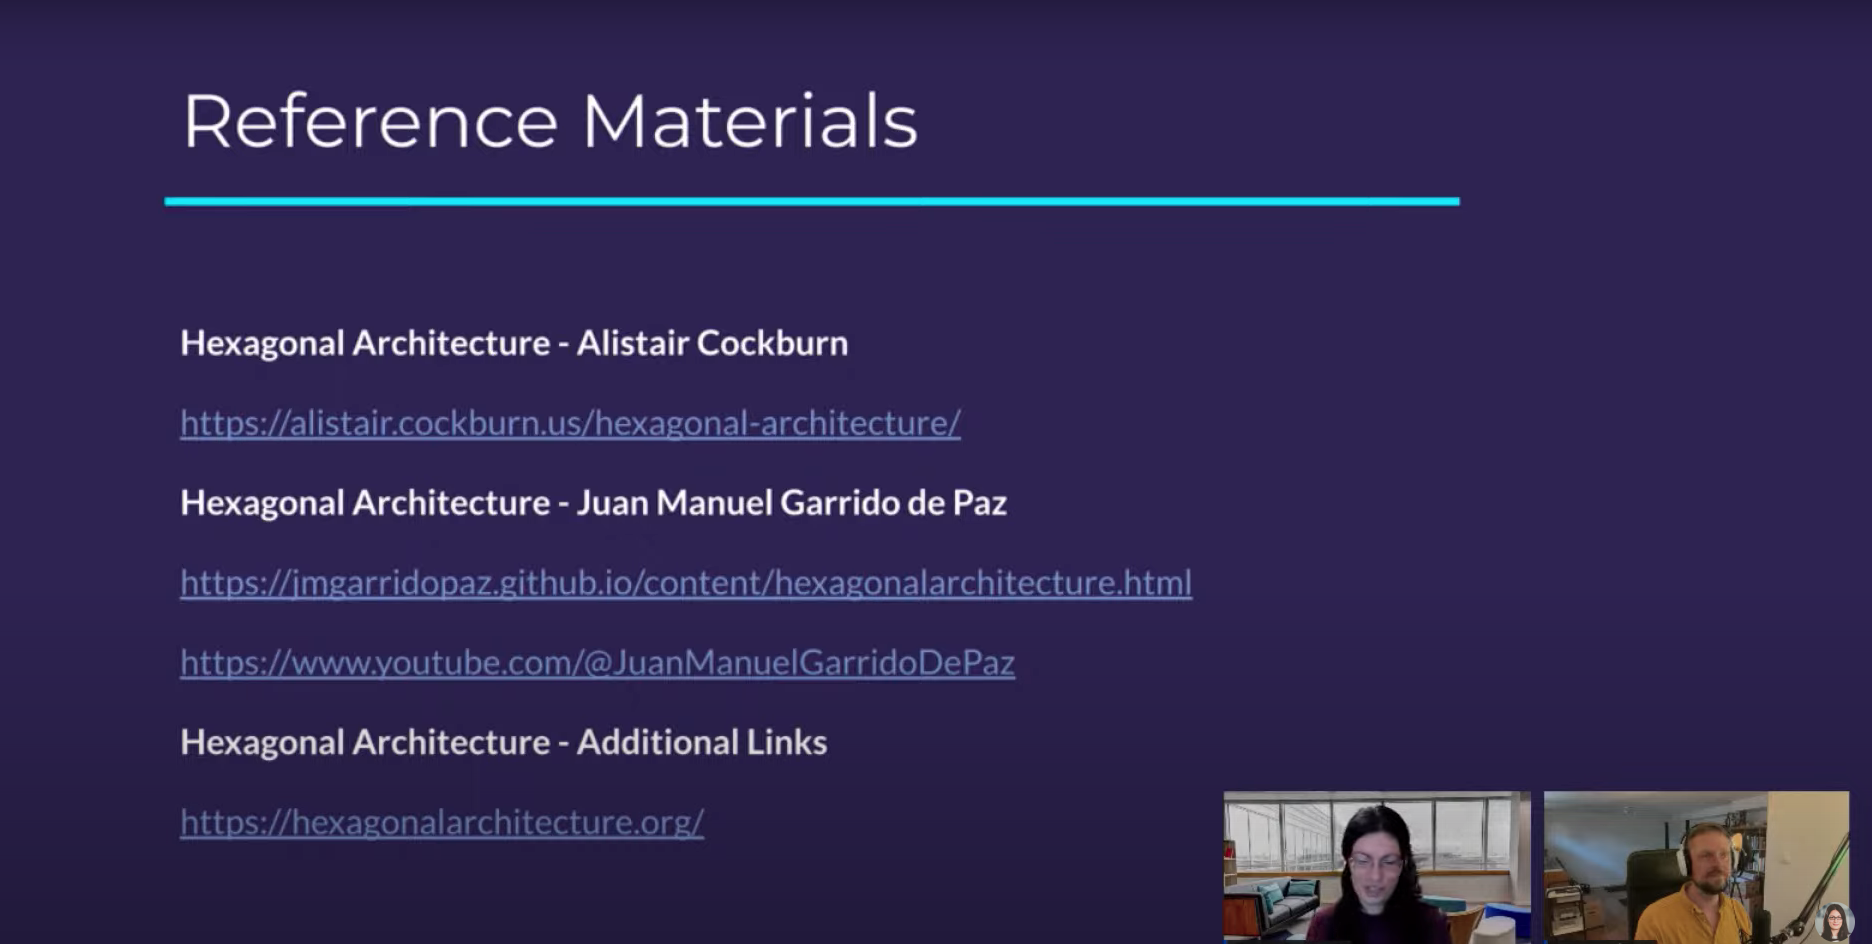 Reference Materials
Hexagonal Architecture - Alistair Cockburn
https://alistair.cockburn.us/hexagonal-architecture/
Hexagonal Architecture - Juan Manuel Garrido de Paz
https://jmgarridopaz.github.io/content/hexagonalarchitecture.html
https://www.youtube.com/@JuanManuelGarridoDePaz
Hexagonal Architecture - Additional Links
https://hexagonalarchitecture.org/